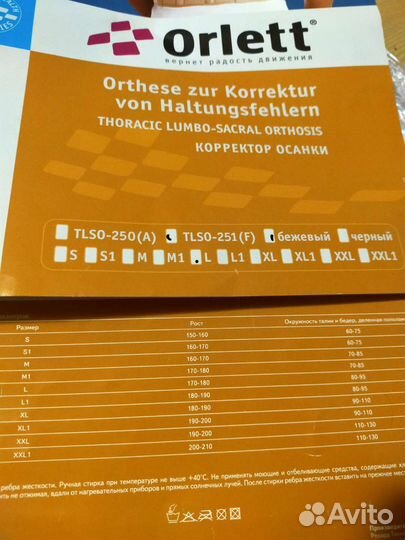 Orlett®
вернет радость движения
Orthese zur Korrektur
von Haltungsfehlern
THORACIC LUMBO-SACRAL ORTHOSIS
КОРРЕКТОР ОСАНКИ
TLSO-250(A) TLSO-251(F) бежевый черный
S S1 M M1 L L1 XL XL1 XXL XXL1
Размер Рост Окружность талии и бедер, деленная
S 150-160 60-75
S1 160-170 60-75
M 160-170 70-85
M1 170-180 70-85
L 170-180 80-95
L1 180-190 80-95
XL 180-190 90-110
XL1 190-200 90-110
XXL 190-200 110-130
XXL1 200-210 110-130
ребра жесткости. Ручная стирка при температуре не выше +40°C. Не применять моющие и отбеливающие средства, содержащие
не отжимая, вдали от нагревательных приборов и прямых солнечных лучей. После стирки ребра жесткости вставить на прежнее
Avito